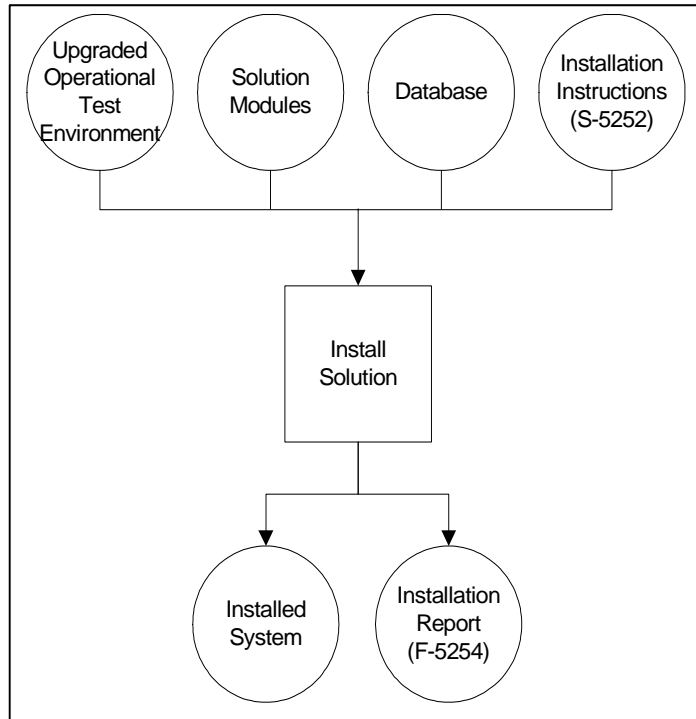 Upgraded
Operational
Test
Environment
Solution
Modules
Database
Installation
Instructions
(S-5252)
Install
Solution
Installed
System
Installation
Report
(F-5254)